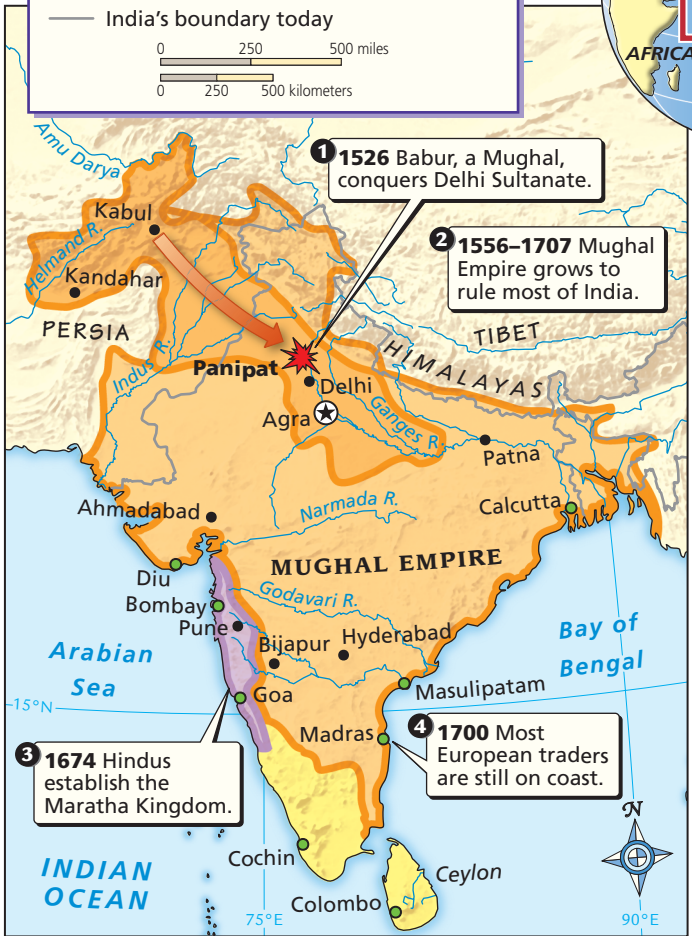 India's boundary today
0 250 500 miles
0 250 500 kilometers
AFRICA
Amu Darya
1 1526 Babur, a Mughal,
conquers Delhi Sultanate.
Kabul
2 1556–1707 Mughal
Empire grows to
rule most of India.
Helmand R.
Kandahar
PERSIA
TIBET
HIMALAYAS
Indus R.
Panipat
Delhi
Agra
Ganges R.
Patna
Calcutta
Ahmadabad
Narmada R.
MUGHAL EMPIRE
Diu
Godavari R.
Bombay
Pune
Bijapur
Hyderabad
Bay of
Bengal
Arabian
Sea
Goa
Masulipatam
15°N
Madras
4 1700 Most
European traders
are still on coast.
3 1674 Hindus
establish the
Maratha Kingdom.
N
Cochin
Ceylon
INDIAN
OCEAN
Colombo
75°E
90°E